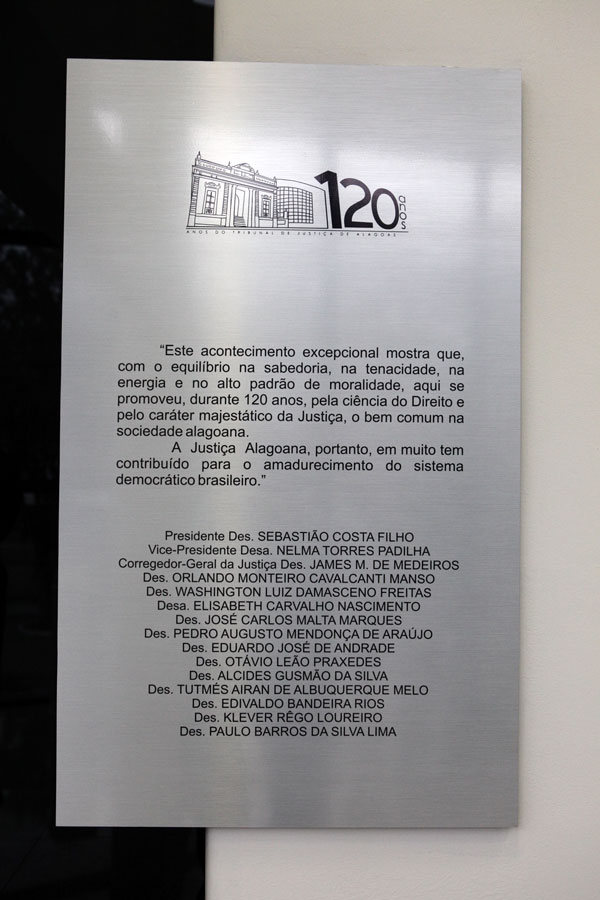 120
anos
ANOS DO TRIBUNAL DE JUSTIÇA DE ALAGOAS
“Este acontecimento excepcional mostra que,
com o equilíbrio na sabedoria, na tenacidade, na
energia e no alto padrão de moralidade, aqui se
promoveu, durante 120 anos, pela ciência do Direito e
pelo caráter majestático da Justiça, o bem comum na
sociedade alagoana.
A Justiça Alagoana, portanto, em muito tem
contribuído para o amadurecimento do sistema
democrático brasileiro.”
Presidente Des. SEBASTIÃO COSTA FILHO
Vice-Presidente Desa. NELMA TORRES PADILHA
Corregedor-Geral da Justiça Des. JAMES M. DE MEDEIROS
Des. ORLANDO MONTEIRO CAVALCANTI MANSO
Des. WASHINGTON LUIZ DAMASCENO FREITAS
Desa. ELISABETH CARVALHO NASCIMENTO
Des. JOSÉ CARLOS MALTA MARQUES
Des. PEDRO AUGUSTO MENDONÇA DE ARAÚJO
Des. EDUARDO JOSÉ DE ANDRADE
Des. OTÁVIO LEÃO PRAXEDES
Des. ALCIDES GUSMÃO DA SILVA
Des. TUTMÉS AIRAN DE ALBUQUERQUE MELO
Des. EDIVALDO BANDEIRA RIOS
Des. KLEVER RÊGO LOUREIRO
Des. PAULO BARROS DA SILVA LIMA